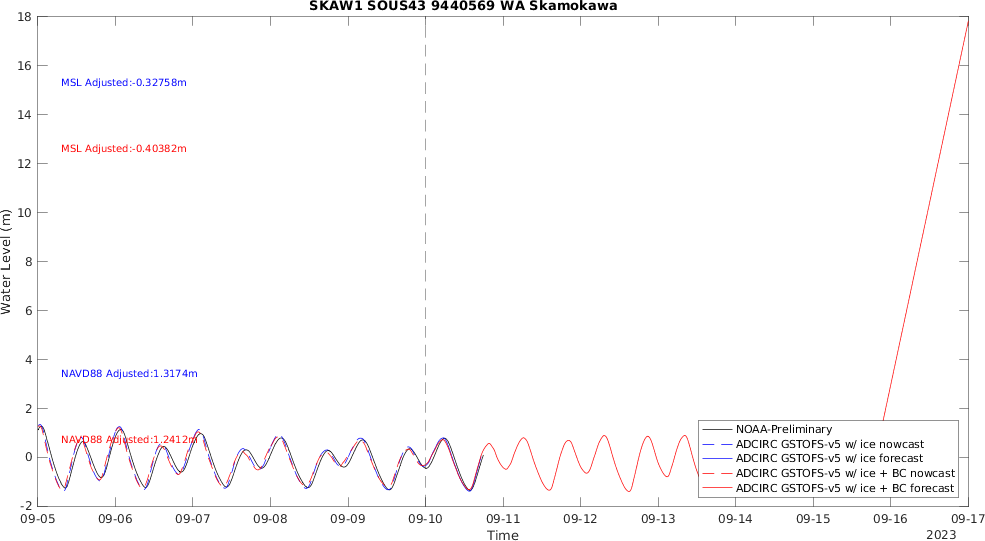 SKAW1 SOUS43 9440569 WA Skamokawa
18
16
14
12
10
8
6
4
2
0
-2
Water Level (m)
MSL Adjusted:-0.32758m
MSL Adjusted:-0.40382m
NAVD88 Adjusted:1.3174m
NAVD88 Adjusted:1.2412m
NOAA-Preliminary
ADCIRC GSTOFS-v5 w/ ice nowcast
ADCIRC GSTOFS-v5 w/ ice forecast
ADCIRC GSTOFS-v5 w/ ice + BC nowcast
ADCIRC GSTOFS-v5 w/ ice + BC forecast
09-05 09-06 09-07 09-08 09-09 09-10 09-11 09-12 09-13 09-14 09-15 09-16 09-17
Time
2023